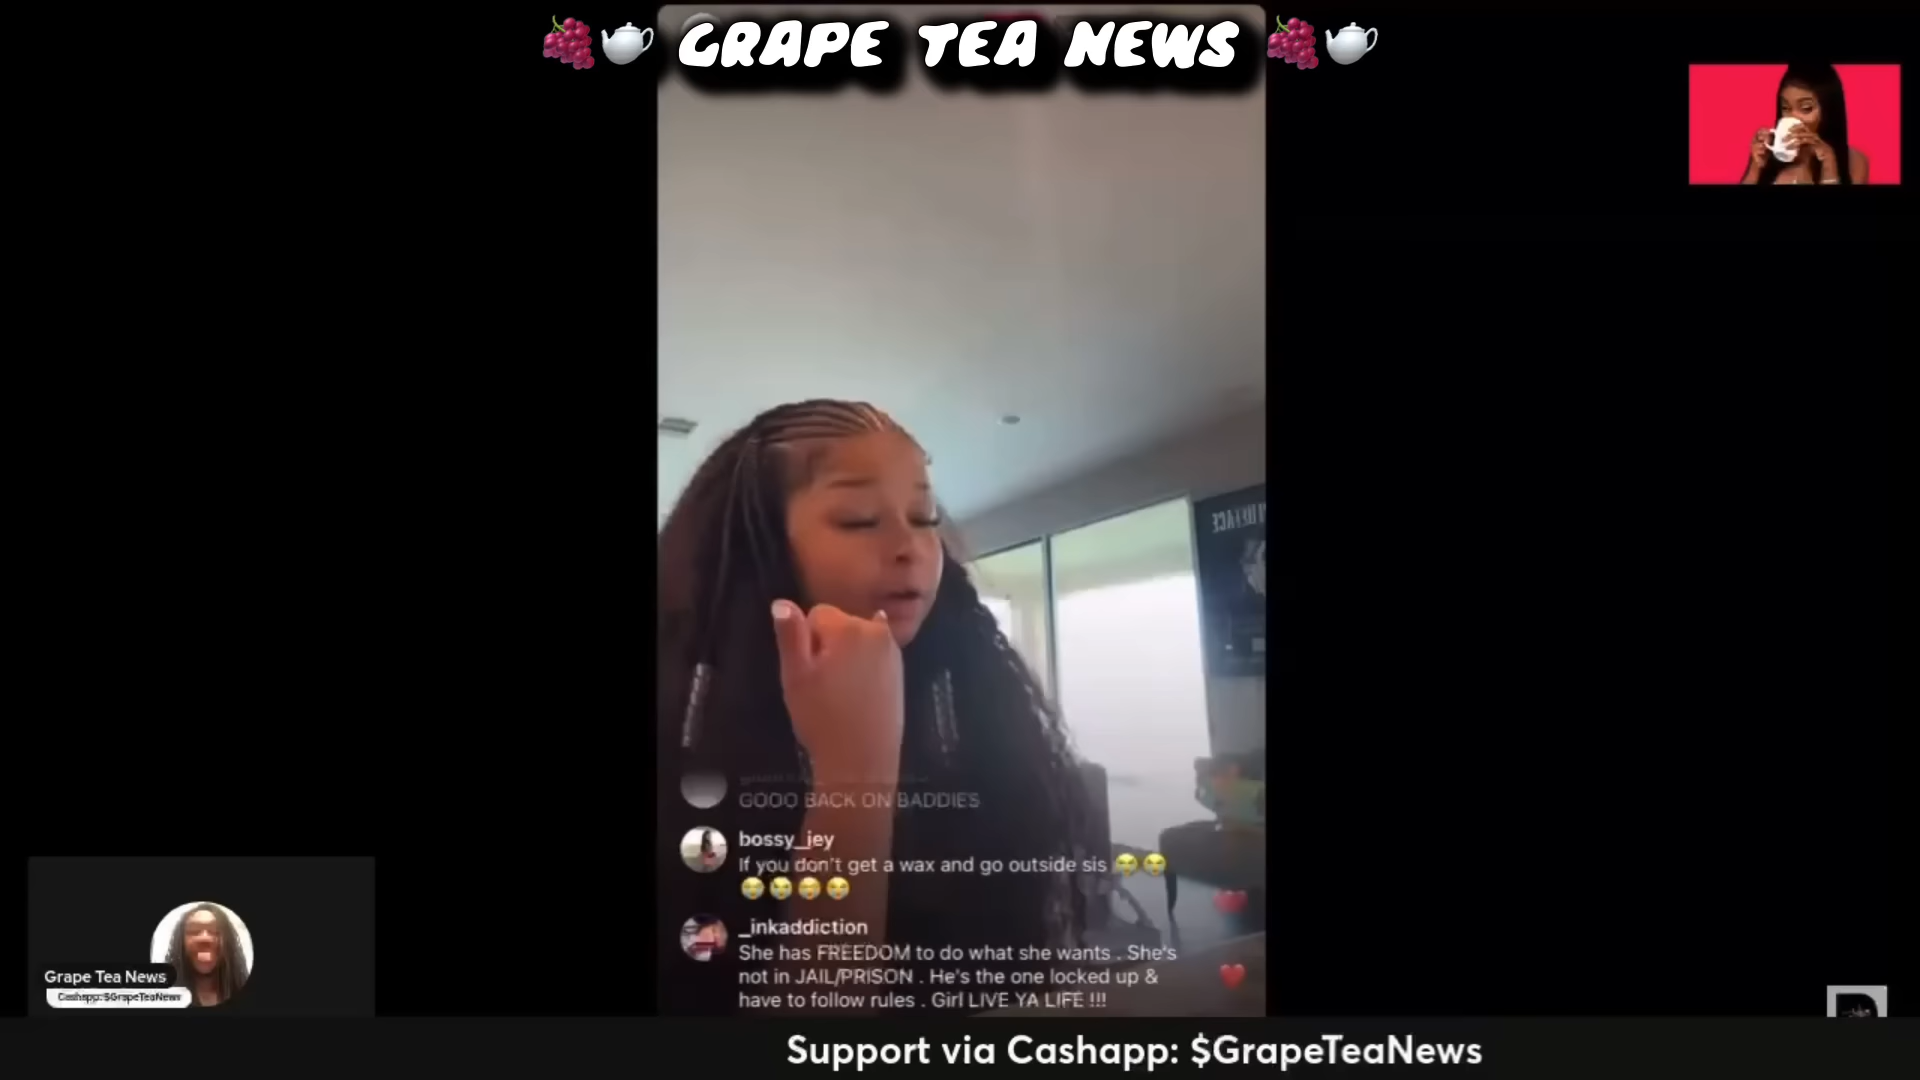 GRAPE TEA NEWS
GOOO BACK ON BADDIES
bossy_jey
If you don't get a wax and go outside sis
_inkaddiction
She has FREEDOM to do what she wants . She's
not in JAIL/PRISON . He's the one locked up &
have to follow rules . Girl LIVE YA LIFE !!!
Grape Tea News
Cashapp: $GrapeTeaNews
Support via Cashapp: $GrapeTeaNews